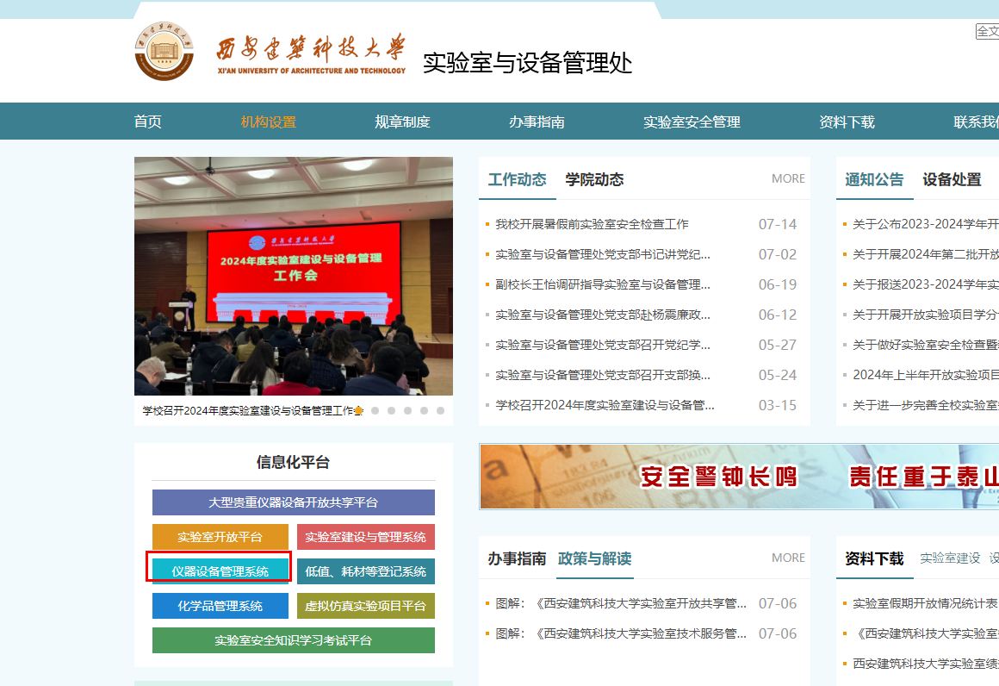 西安建筑科技大学
XI'AN UNIVERSITY OF ARCHITECTURE AND TECHNOLOGY
实验室与设备管理处
全文
首页 机构设置 规章制度 办事指南 实验室安全管理 资料下载 联系我们
西安建筑科技大学
2024年度实验室建设与设备管理
工作会
学校召开2024年度实验室建设与设备管理工作会
工作动态 学院动态 MORE
我校开展暑假前实验室安全检查工作 07-14
实验室与设备管理处党支部书记讲党纪... 07-02
副校长王怡调研指导实验室与设备管理... 06-19
实验室与设备管理处党支部赴杨震廉政... 06-12
实验室与设备管理处党支部召开党纪学... 05-27
实验室与设备管理处党支部召开支部换... 05-24
学校召开2024年度实验室建设与设备管... 03-15
通知公告 设备处置
关于公布2023-2024学年开
关于开展2024年第二批开放
关于报送2023-2024学年实
关于开展开放实验项目学分
关于做好实验室安全检查暨
2024年上半年开放实验项目
关于进一步完善全校实验室
信息化平台
大型贵重仪器设备开放共享平台
实验室开放平台 实验室建设与管理系统
仪器设备管理系统 低值、耗材等登记系统
化学品管理系统 虚拟仿真实验项目平台
实验室安全知识学习考试平台
安全警钟长鸣 责任重于泰山
办事指南 政策与解读 MORE
图解：《西安建筑科技大学实验室开放共享管... 07-06
图解：《西安建筑科技大学实验室技术服务管... 07-06
资料下载 实验室建设 设
实验室假期开放情况统计表
《西安建筑科技大学实验室
西安建筑科技大学实验室绩